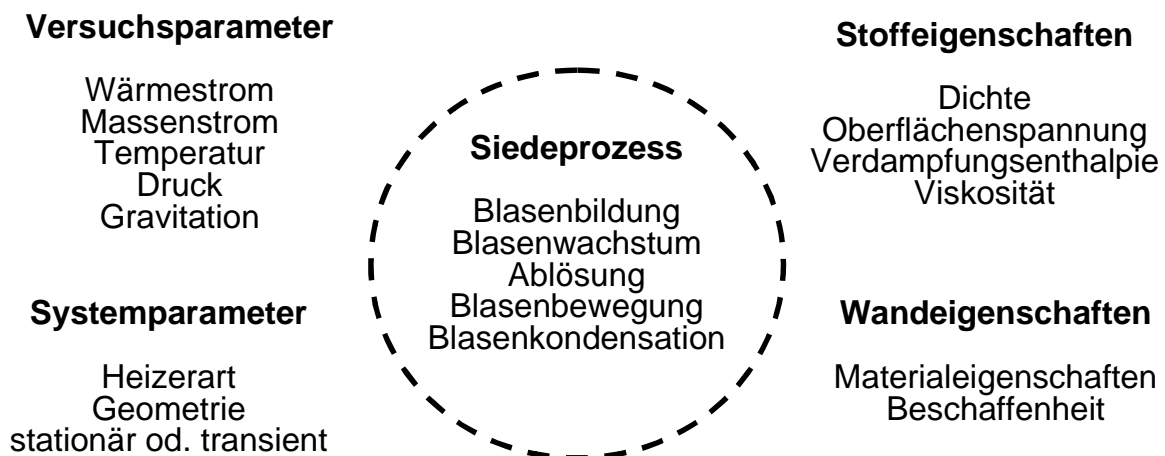 Versuchsparameter
Wärmestrom
Massenstrom
Temperatur
Druck
Gravitation
Systemparameter
Heizerart
Geometrie
stationär od. transient
Siedeprozess
Blasenbildung
Blasenwachstum
Ablösung
Blasenbewegung
Blasenkondensation
Stoffeigenschaften
Dichte
Oberflächenspannung
Verdampfungsenthalpie
Viskosität
Wandeigenschaften
Materialeigenschaften
Beschaffenheit